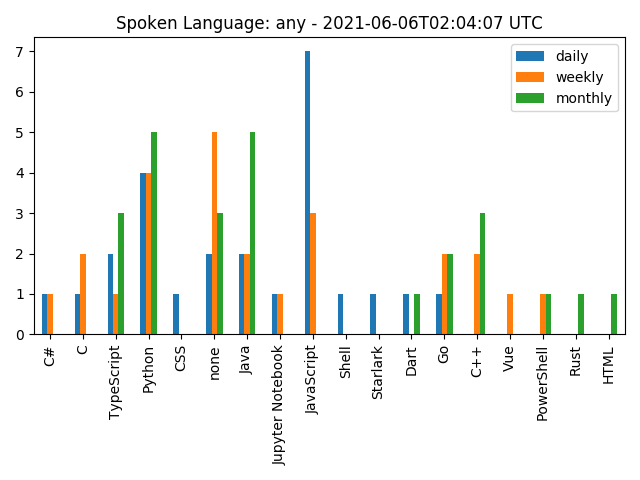 Spoken Language: any - 2021-06-06T02:04:07 UTC
daily
weekly
monthly
7
6
5
4
3
2
1
0
C#
C
TypeScript
Python
CSS
none
Java
Jupyter Notebook
JavaScript
Shell
Starlark
Dart
Go
C++
Vue
PowerShell
Rust
HTML